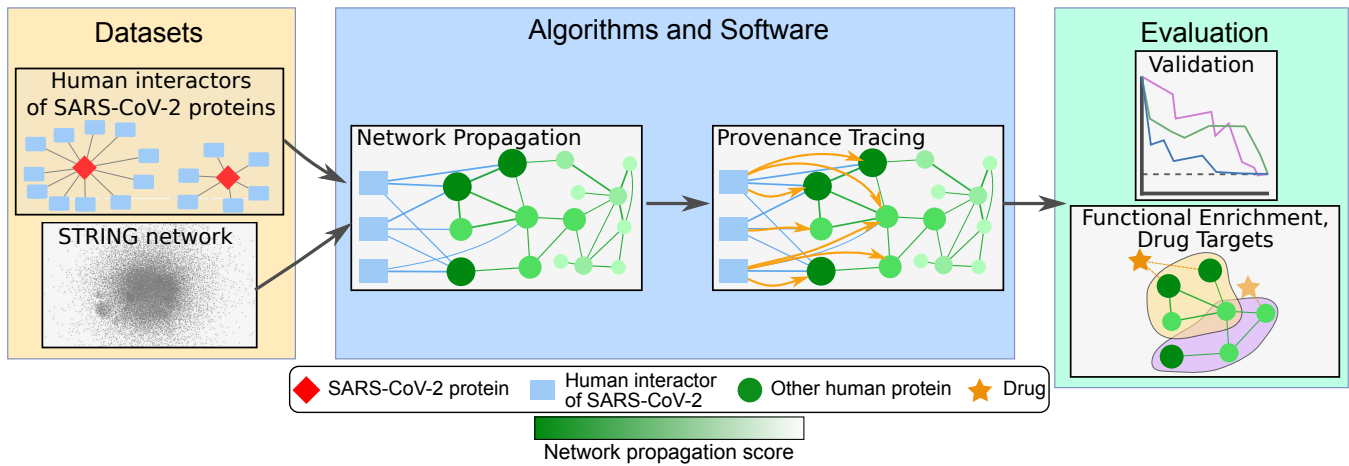 Datasets
Human interactors
of SARS-CoV-2 proteins
STRING network
Algorithms and Software
Network Propagation
Provenance Tracing
Evaluation
Validation
Functional Enrichment,
Drug Targets
SARS-CoV-2 protein
Human interactor
of SARS-CoV-2
Other human protein
Drug
Network propagation score